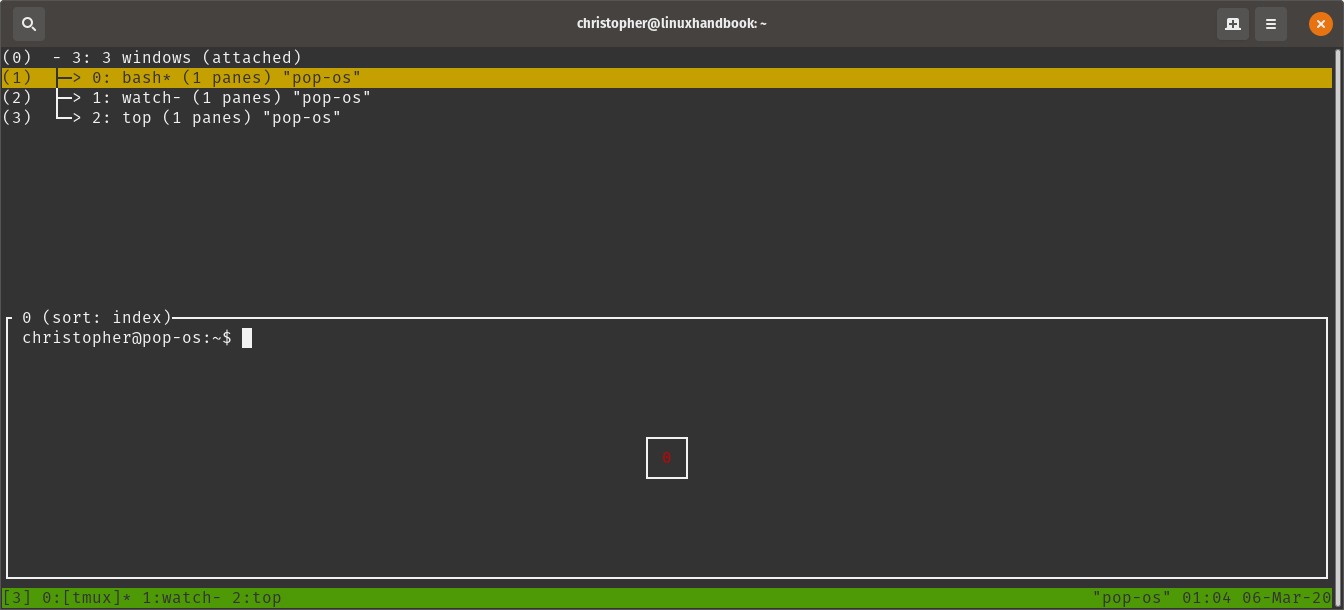 christopher@linuxhandbook: ~
(0)  - 3: 3 windows (attached)
(1)  ├─> 0: bash* (1 panes) "pop-os"
(2)  ├─> 1: watch- (1 panes) "pop-os"
(3)  └─> 2: top (1 panes) "pop-os"
0 (sort: index)
christopher@pop-os:~$
0
[3] 0:[tmux]* 1:watch- 2:top "pop-os" 01:04 06-Mar-20